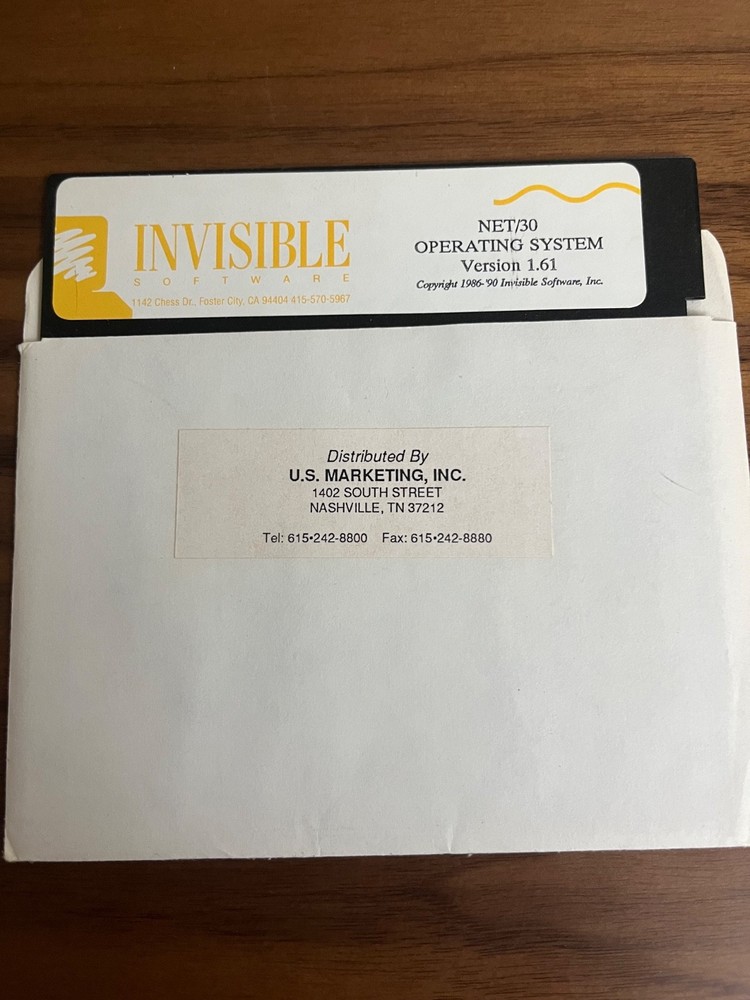 INVISIBLE
SOFTWARE
1142 Chess Dr., Foster City, CA 94404 415-570-5967
NET/30
OPERATING SYSTEM
Version 1.61
Copyright 1986-'90 Invisible Software, Inc.
Distributed By
U.S. MARKETING, INC.
1402 SOUTH STREET
NASHVILLE, TN 37212
Tel: 615•242-8800 Fax: 615•242-8880